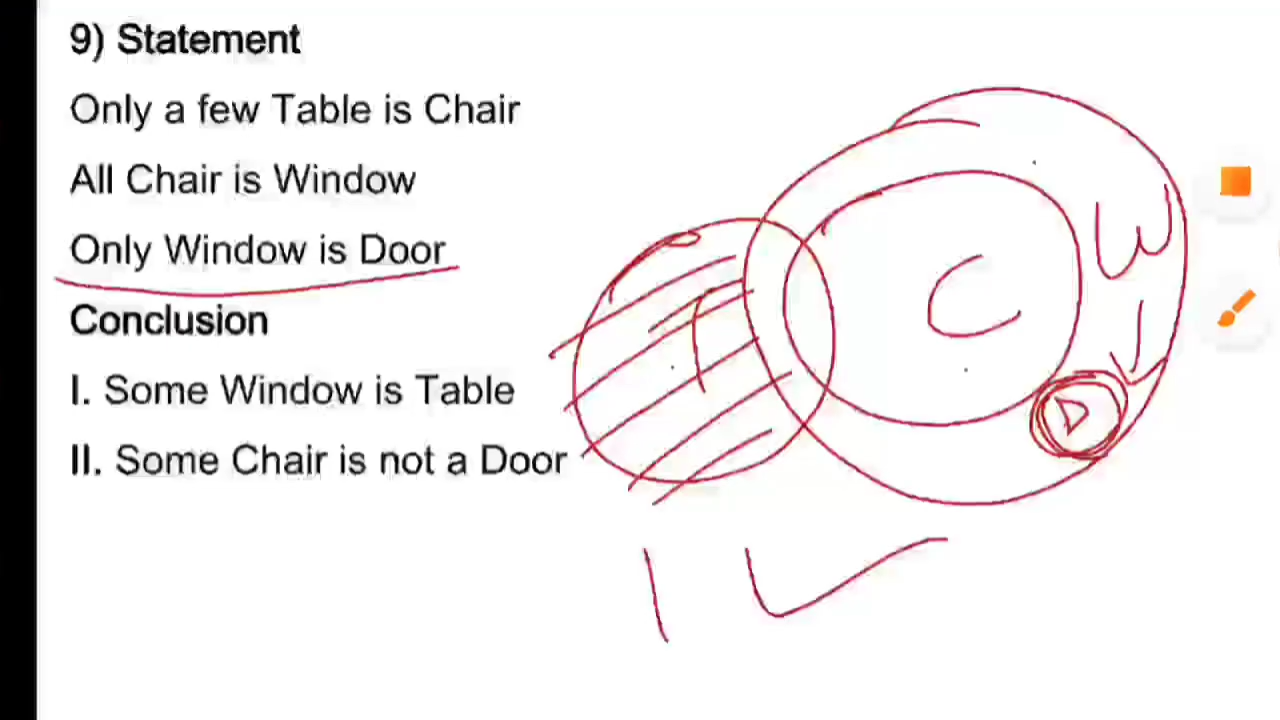 9) Statement
Only a few Table is Chair
All Chair is Window
Only Window is Door
Conclusion
I. Some Window is Table
II. Some Chair is not a Door
W
C
D